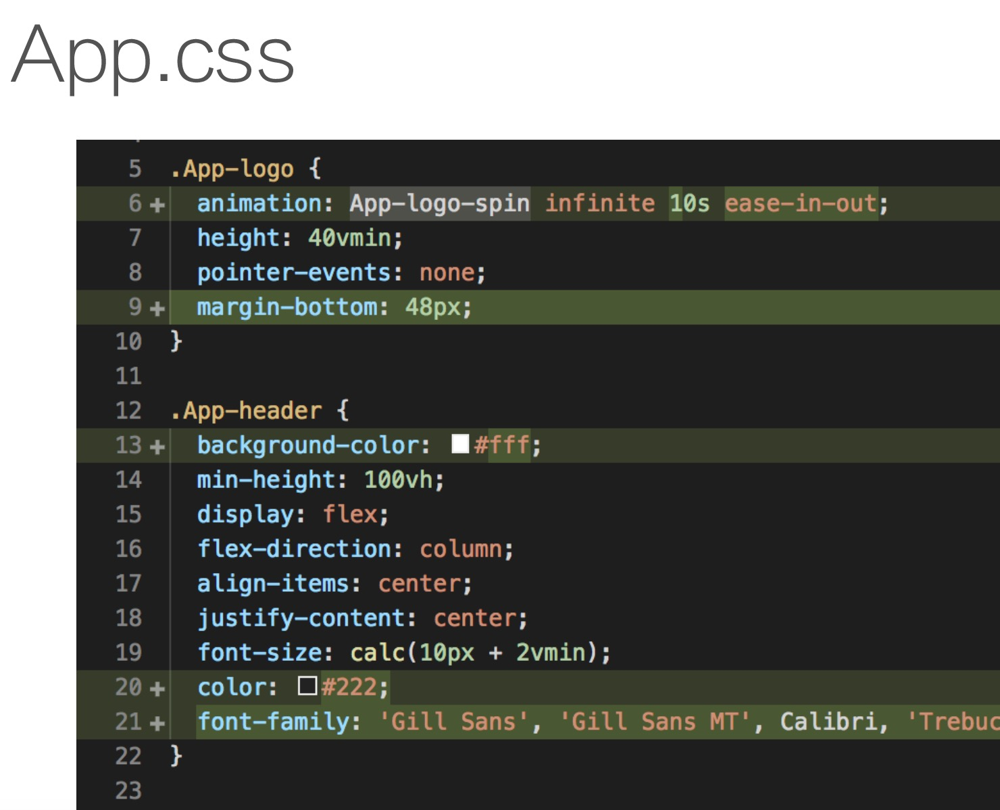 App.css
5 .App-logo {
6 + animation: App-logo-spin infinite 10s ease-in-out;
7 height: 40vmin;
8 pointer-events: none;
9 + margin-bottom: 48px;
10 }
11
12 .App-header {
13 + background-color: #fff;
14 min-height: 100vh;
15 display: flex;
16 flex-direction: column;
17 align-items: center;
18 justify-content: center;
19 font-size: calc(10px + 2vmin);
20 + color: #222;
21 + font-family: 'Gill Sans', 'Gill Sans MT', Calibri, 'Trebuc
22 }
23